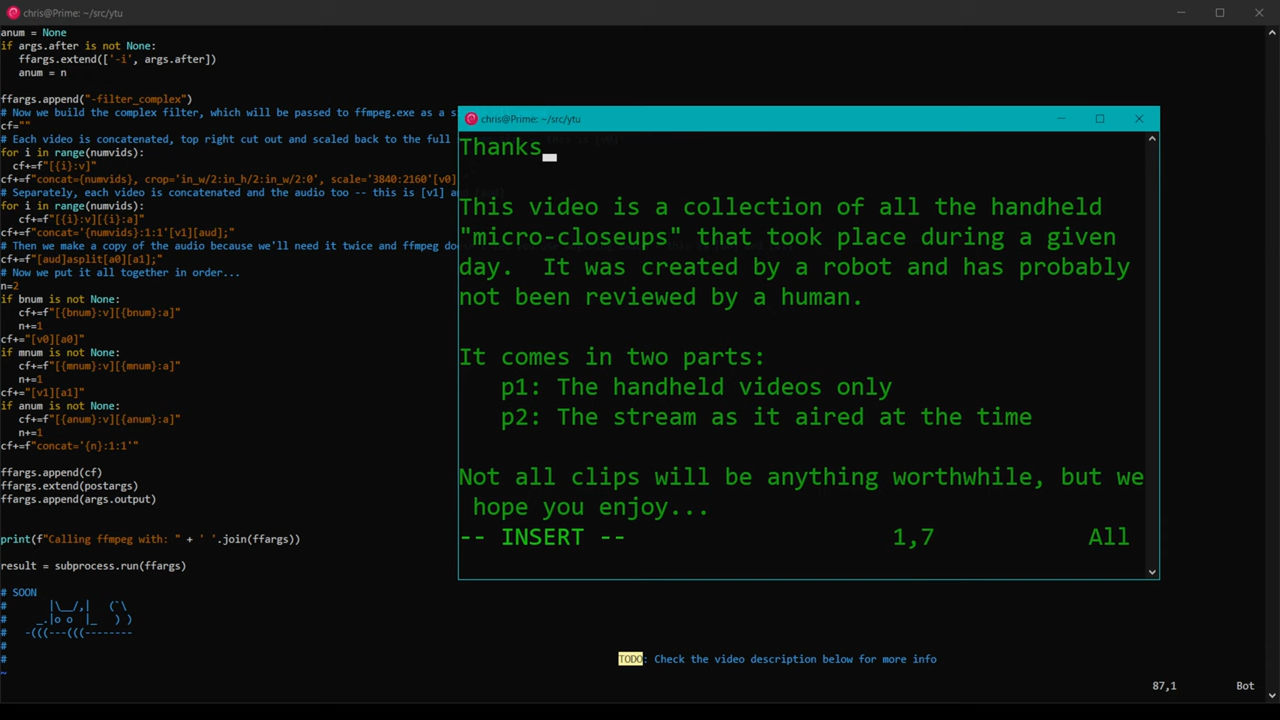 chris@Prime: ~/src/ytu
anum = None
if args.after is not None:
   ffargs.extend(['-i', args.after])
   anum = n
ffargs.append("-filter_complex")
# Now we build the complex filter, which will be passed to ffmpeg.exe as a s
cf=""
# Each video is concatenated, top right cut out and scaled back to the full
for i in range(numvids):
  cf+=f"[{i}:v]"
cf+=f"concat={numvids}, crop='in_w/2:in_h/2:in_w/2:0', scale='3840:2160'[v0]
# Separately, each video is concatenated and the audio too -- this is [v1] a
for i in range(numvids):
   cf+=f"[{i}:v][{i}:a]"
cf+=f"concat='{numvids}:1:1'[v1][aud];"
# Then we make a copy of the audio because we'll need it twice and ffmpeg do
cf+="[aud]asplit[a0][a1];"
# Now we put it all together in order...
n=2
if bnum is not None:
   cf+=f"[{bnum}:v][{bnum}:a]"
   n+=1
cf+="[v0][a0]"
if mnum is not None:
   cf+=f"[{mnum}:v][{mnum}:a]"
   n+=1
cf+="[v1][a1]"
if anum is not None:
   cf+=f"[{anum}:v][{anum}:a]"
   n+=1
cf+=f"concat='{n}:1:1'"
ffargs.append(cf)
ffargs.extend(postargs)
ffargs.append(args.output)
print(f"Calling ffmpeg with: " + ' '.join(ffargs))
result = subprocess.run(ffargs)
# SOON
#      |\__/,|   (`\
#    _.|o o  |_   ) )
#  -(((---(((--------
#
#
~
chris@Prime: ~/src/ytu
Thanks
This video is a collection of all the handheld
"micro-closeups" that took place during a given
day.  It was created by a robot and has probably
not been reviewed by a human.
It comes in two parts:
   p1: The handheld videos only
   p2: The stream as it aired at the time
Not all clips will be anything worthwhile, but we
 hope you enjoy...
-- INSERT -- 1,7 All
TODO: Check the video description below for more info
87,1 Bot